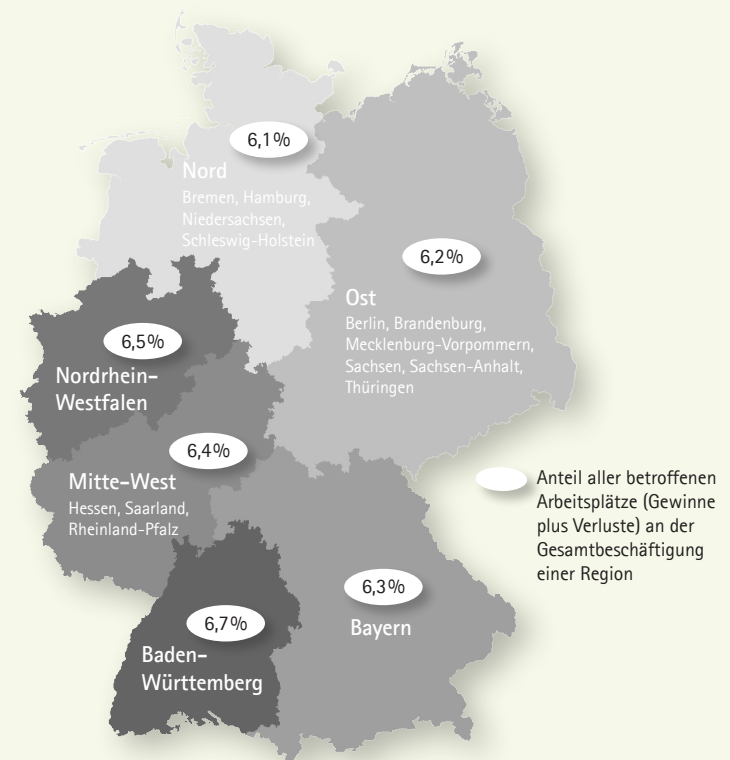 6,1%
Nord
Bremen, Hamburg,
Niedersachsen,
Schleswig-Holstein
6,2%
Ost
Berlin, Brandenburg,
Mecklenburg-Vorpommern,
Sachsen, Sachsen-Anhalt,
Thüringen
6,5%
Nordrhein-
Westfalen
6,4%
Mitte-West
Hessen, Saarland,
Rheinland-Pfalz
Anteil aller betroffenen
Arbeitsplätze (Gewinne
plus Verluste) an der
Gesamtbeschäftigung
einer Region
6,3%
Bayern
6,7%
Baden-
Württemberg